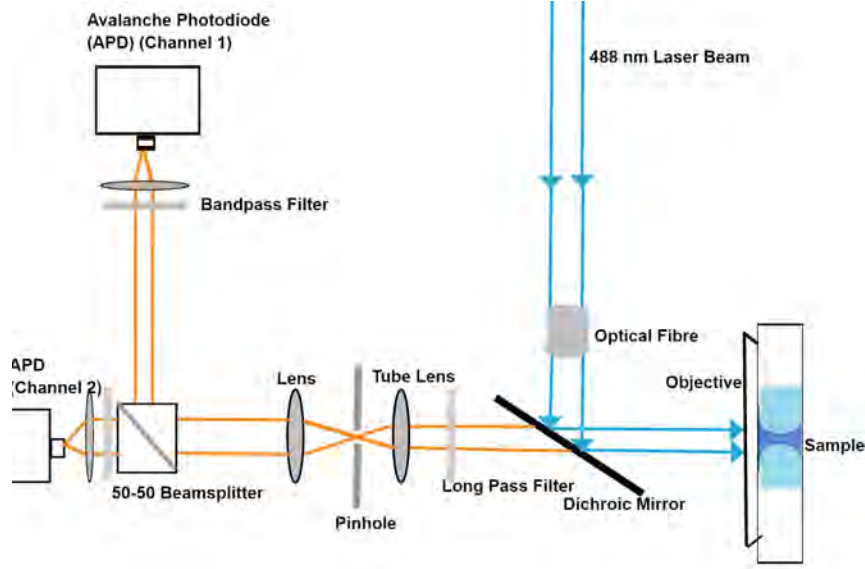 Avalanche Photodiode
(APD) (Channel 1)
488 nm Laser Beam
Bandpass Filter
Optical Fibre
APD
(Channel 2)
Lens
Tube Lens
Objective
Sample
50-50 Beamsplitter
Long Pass Filter
Dichroic Mirror
Pinhole